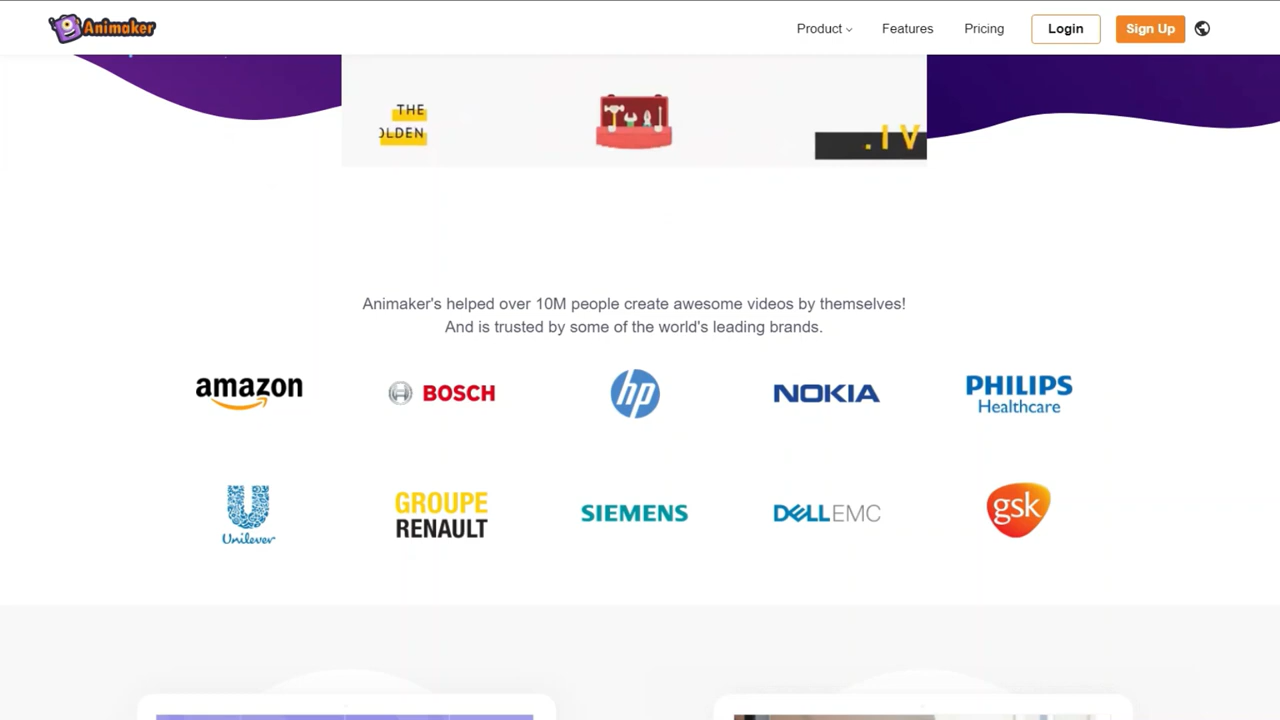 Animaker
Product
Features
Pricing
Login
Sign Up
THE
OLDEN
.TV
Animaker's helped over 10M people create awesome videos by themselves!
And is trusted by some of the world's leading brands.
amazon
BOSCH
hp
NOKIA
PHILIPS
Healthcare
Unilever
GROUPE
RENAULT
SIEMENS
DELLEMC
gsk